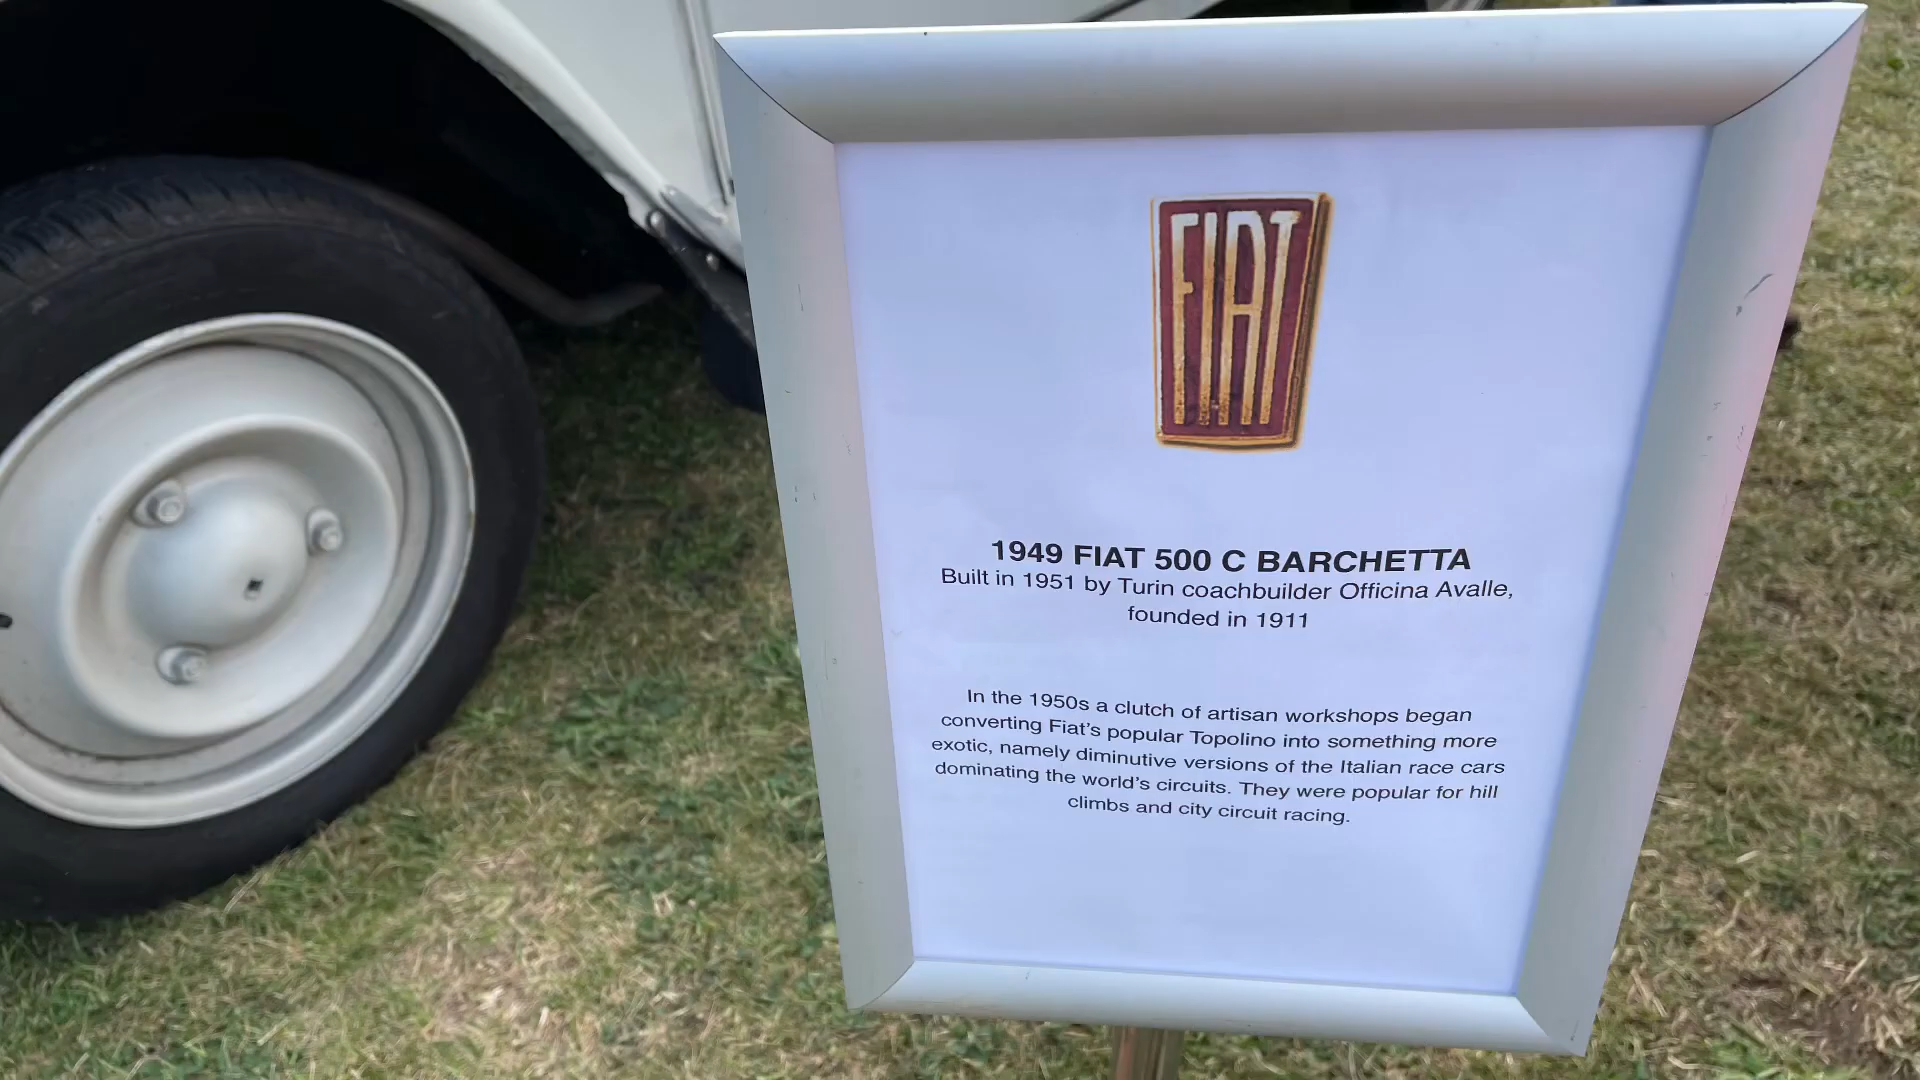 FIAT
1949 FIAT 500 C BARCHETTA
Built in 1951 by Turin coachbuilder Officina Avalle,
founded in 1911
In the 1950s a clutch of artisan workshops began
converting Fiat's popular Topolino into something more
exotic, namely diminutive versions of the Italian race cars
dominating the world's circuits. They were popular for hill
climbs and city circuit racing.